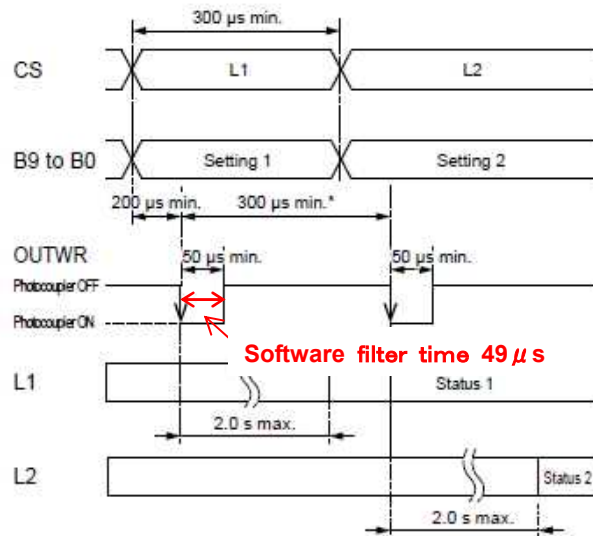 300 µs min.
CS
L1
L2
B9 to B0
Setting 1
Setting 2
200 µs min.
300 µs min.*
OUTWR
50 µs min.
50 µs min.
Photocoupler OFF
Photocoupler ON
Software filter time 49μs
L1
Status 1
2.0 s max.
L2
Status 2
2.0 s max.